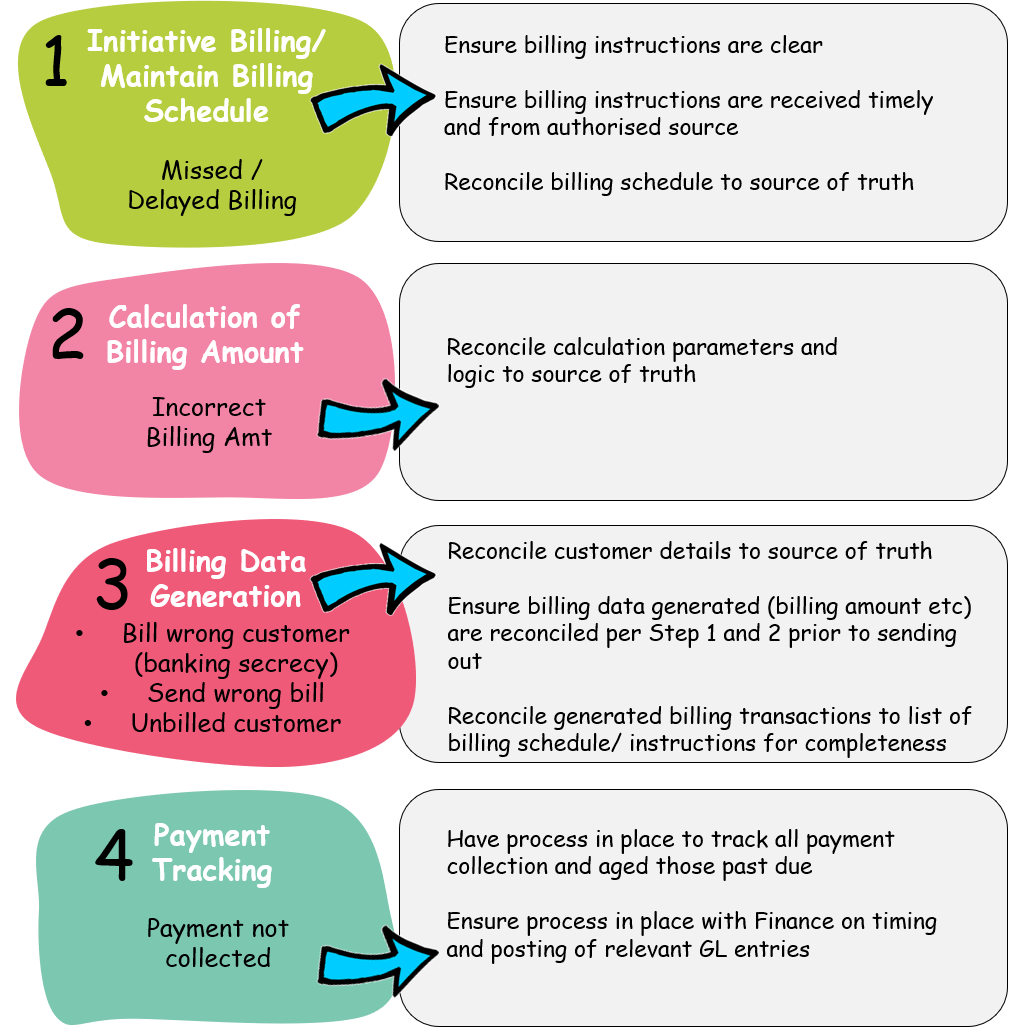 1
Initiative Billing/
Maintain Billing
Schedule
Missed /
Delayed Billing
Ensure billing instructions are clear
Ensure billing instructions are received timely
and from authorised source
Reconcile billing schedule to source of truth
2
Calculation of
Billing Amount
Incorrect
Billing Amt
Reconcile calculation parameters and
logic to source of truth
3
Billing Data
Generation
• Bill wrong customer
(banking secrecy)
• Send wrong bill
• Unbilled customer
Reconcile customer details to source of truth
Ensure billing data generated (billing amount etc)
are reconciled per Step 1 and 2 prior to sending
out
Reconcile generated billing transactions to list of
billing schedule/ instructions for completeness
4
Payment
Tracking
Payment not
collected
Have process in place to track all payment
collection and aged those past due
Ensure process in place with Finance on timing
and posting of relevant GL entries